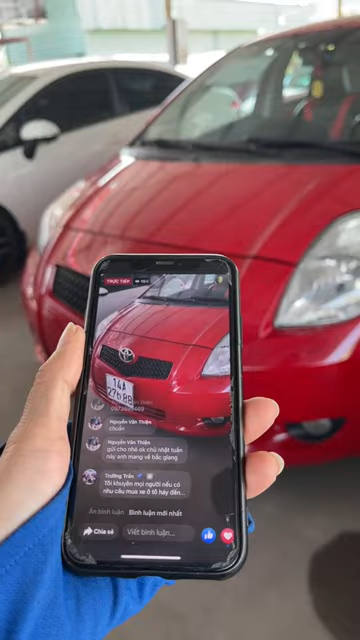 TRỰC TIẾP
14A
Nguyễn Văn Thiện
chuẩn
Nguyễn Văn Thiện
gửi cho nhé ok chủ nhật tuần
này anh mang về bắc giang
Trường Trần
Tôi khuyên mọi người nếu có
nhu cầu mua xe ô tô hãy đến...
Ẩn bình luận Bình luận mới nhất
Chia sẻ Viết bình luận...